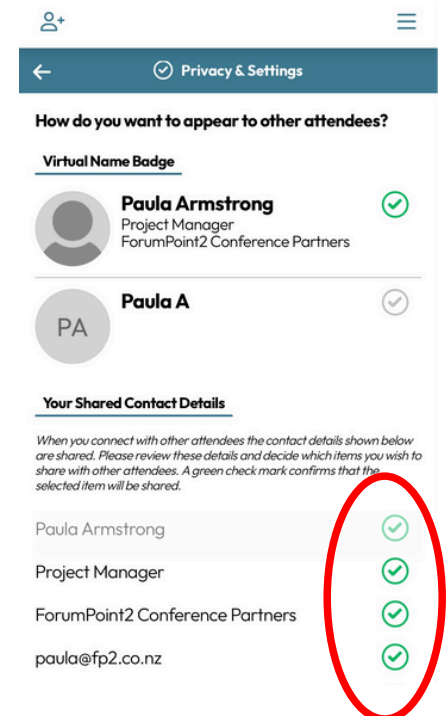 Privacy & Settings
How do you want to appear to other attendees?
Virtual Name Badge
Paula Armstrong
Project Manager
ForumPoint2 Conference Partners
Paula A
PA
Your Shared Contact Details
When you connect with other attendees the contact details shown below
are shared. Please review these details and decide which items you wish to
share with other attendees. A green check mark confirms that the
selected item will be shared.
Paula Armstrong
Project Manager
ForumPoint2 Conference Partners
paula@fp2.co.nz